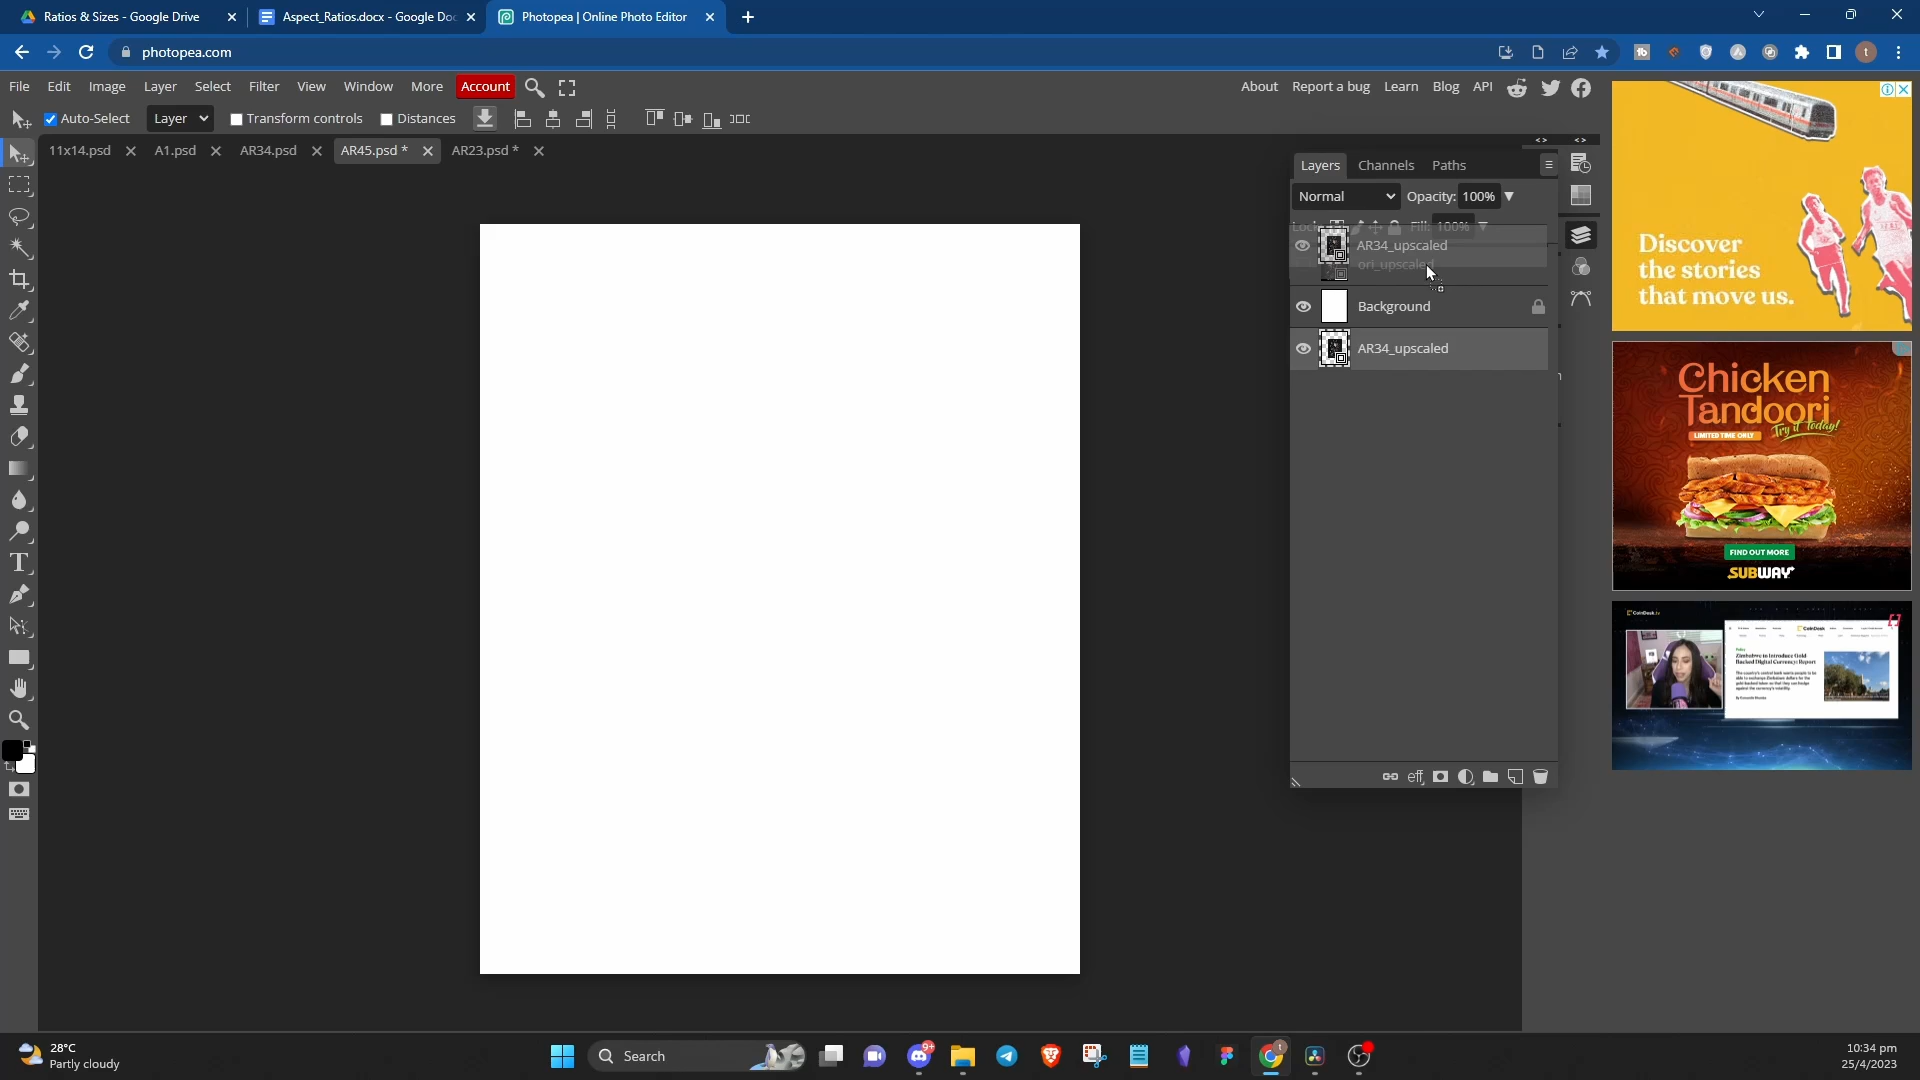 Ratios & Sizes - Google Drive
Aspect_Ratios.docx - Google Doc
Photopea | Online Photo Editor
photopea.com
File Edit Image Layer Select Filter View Window More Account
About Report a bug Learn Blog API
Auto-Select Layer Transform controls Distances
11x14.psd A1.psd AR34.psd AR45.psd * AR23.psd *
Layers Channels Paths
Normal Opacity: 100%
Fill: 100%
AR34_upscaled
ori_upscaled
Background
AR34_upscaled
eff
Discover
the stories
that move us.
Chicken
Tandoori
LIMITED TIME ONLY
Try it Today!
FIND OUT MORE
SUBWAY
CoinDesk.tv
CoinDesk
Zimbabwe to Introduce Gold
Backed Digital Currency: Report
28°C
Partly cloudy
Search
9+
10:34 pm
25/4/2023